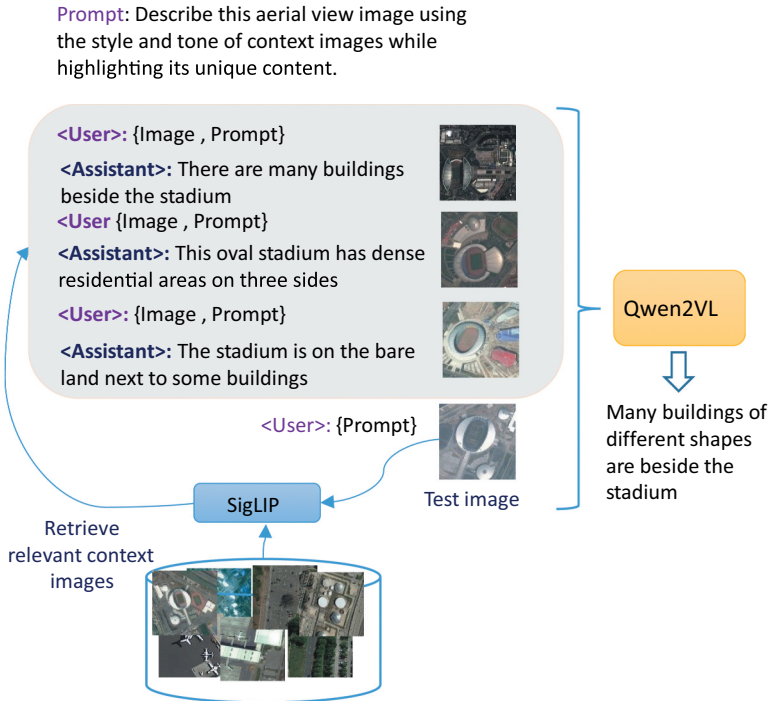 Prompt: Describe this aerial view image using
the style and tone of context images while
highlighting its unique content.
<User>: {Image , Prompt}
<Assistant>: There are many buildings
beside the stadium
<User {Image , Prompt}
<Assistant>: This oval stadium has dense
residential areas on three sides
<User>: {Image , Prompt}
<Assistant>: The stadium is on the bare
land next to some buildings
<User>: {Prompt}
Test image
SigLIP
Retrieve
relevant context
images
Qwen2VL
Many buildings of
different shapes
are beside the
stadium